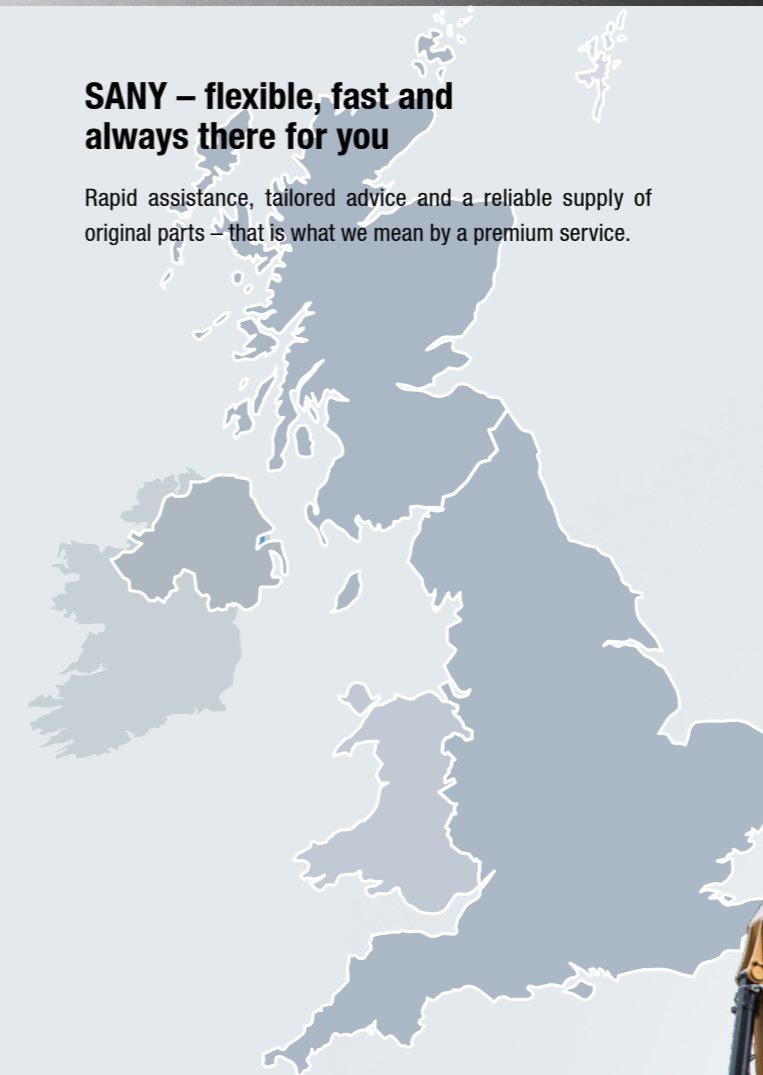 SANY – flexible, fast and
always there for you
Rapid assistance, tailored advice and a reliable supply of
original parts – that is what we mean by a premium service.